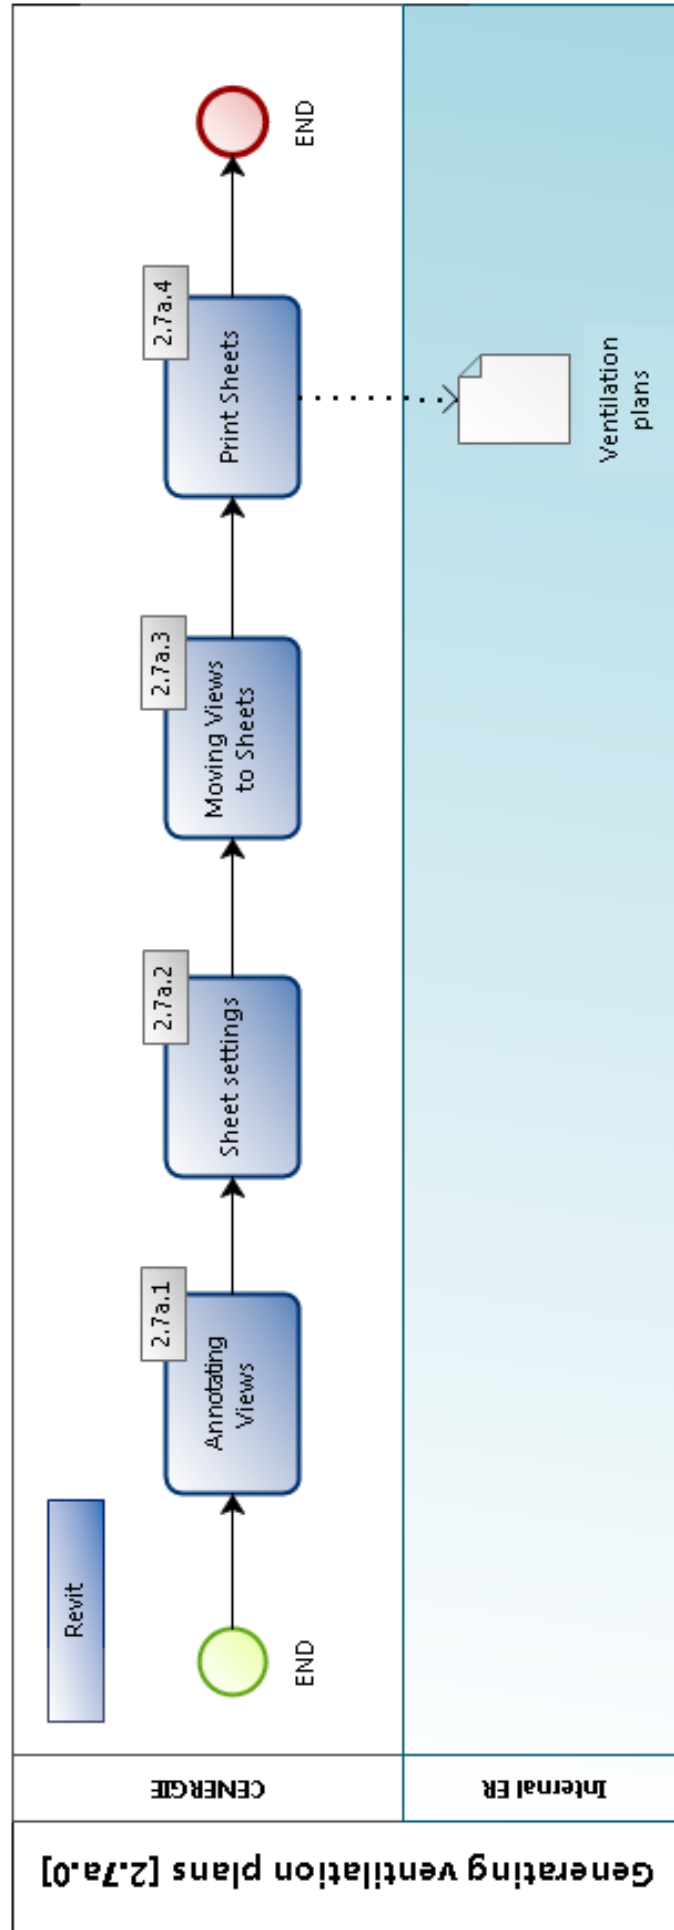 Generating ventilation plans [2.7a.0]
CENERGIE
Internal ER
Revit
END
2.7a.1
Annotating
Views
2.7a.2
Sheet settings
2.7a.3
Moving Views
to Sheets
2.7a.4
Print Sheets
END
Ventilation
plans